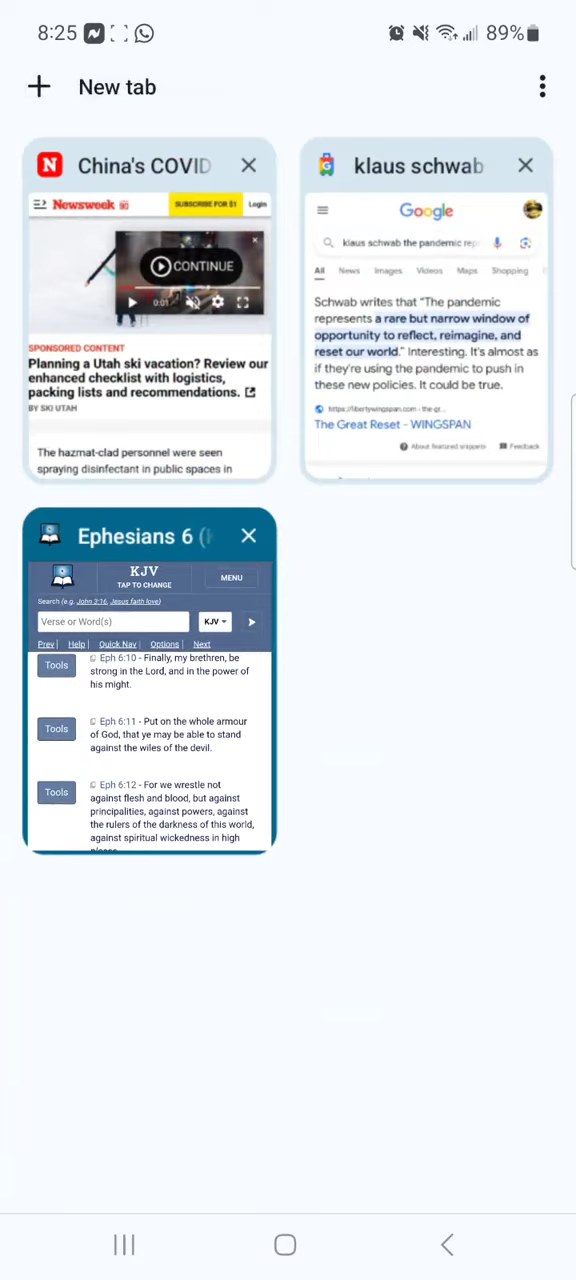 8:25
89%
New tab
China's COVID
Newsweek 90
SUBSCRIBE FOR $1
Login
CONTINUE
0:01
SPONSORED CONTENT
Planning a Utah ski vacation? Review our
enhanced checklist with logistics,
packing lists and recommendations.
BY SKI UTAH
The hazmat-clad personnel were seen
spraying disinfectant in public spaces in
klaus schwab
Google
klaus schwab the pandemic rep
All News Images Videos Maps Shopping
Schwab writes that “The pandemic
represents a rare but narrow window of
opportunity to reflect, reimagine, and
reset our world.” Interesting. It's almost as
if they're using the pandemic to push in
these new policies. It could be true.
https://libertywingspan.com › the-gr...
The Great Reset - WINGSPAN
About featured snippets
Feedback
Ephesians 6 (
KJV
TAP TO CHANGE
MENU
Search (e.g. John 3:16, Jesus faith love)
Verse or Word(s)
KJV
Prev Help Quick Nav Options Next
Tools
Eph 6:10 - Finally, my brethren, be
strong in the Lord, and in the power of
his might.
Tools
Eph 6:11 - Put on the whole armour
of God, that ye may be able to stand
against the wiles of the devil.
Tools
Eph 6:12 - For we wrestle not
against flesh and blood, but against
principalities, against powers, against
the rulers of the darkness of this world,
against spiritual wickedness in high